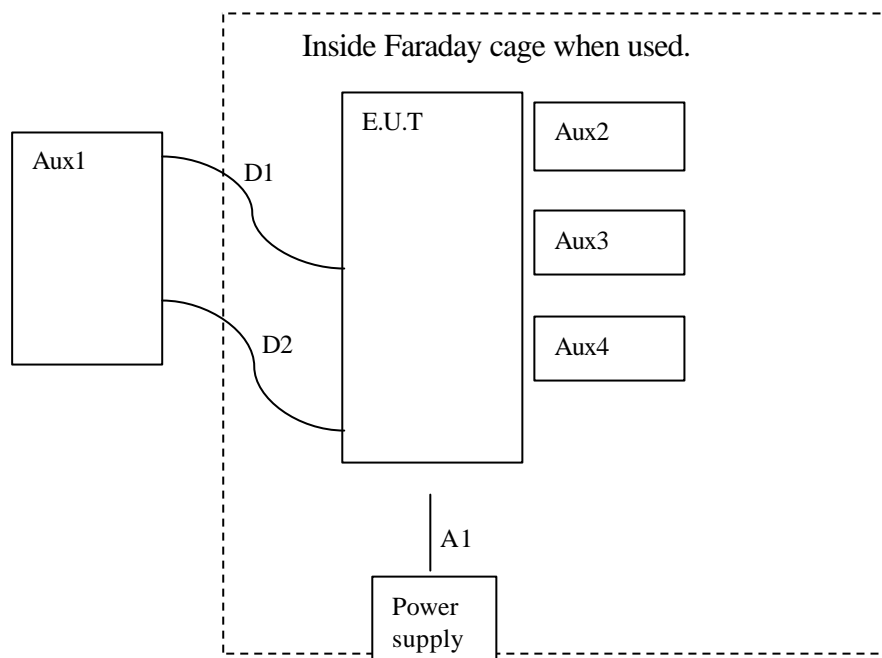 Inside Faraday cage when used.
E.U.T
Aux2
Aux1
D1
Aux3
D2
Aux4
A1
Power
supply